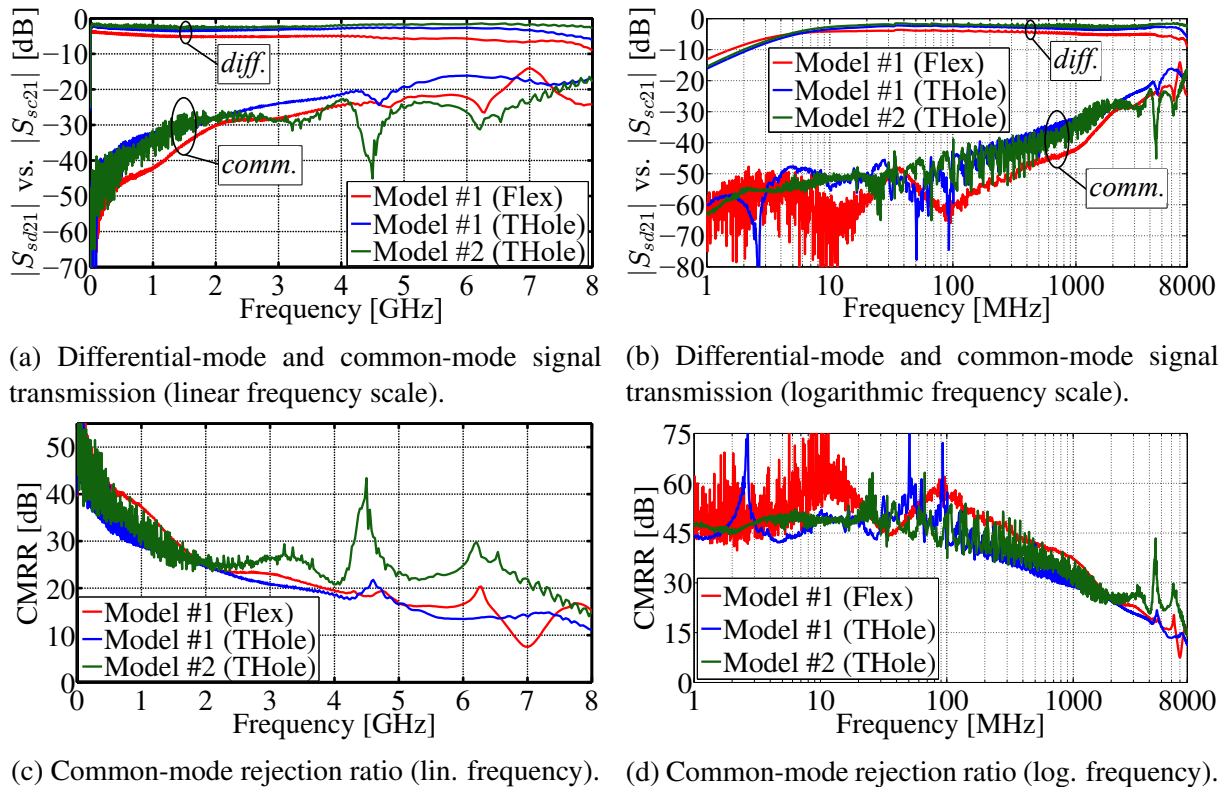 |S_sd21| vs. |S_sc21| [dB]
0
−10
−20
−30
−40
−50
−60
−70
diff.
comm.
Model #1 (Flex)
Model #1 (THole)
Model #2 (THole)
0 1 2 3 4 5 6 7 8
Frequency [GHz]
(a) Differential-mode and common-mode signal
transmission (linear frequency scale).
|S_sd21| vs. |S_sc21| [dB]
0
−20
−40
−60
−80
Model #1 (Flex)
Model #1 (THole)
Model #2 (THole)
diff.
comm.
1 10 100 1000 8000
Frequency [MHz]
(b) Differential-mode and common-mode signal
transmission (logarithmic frequency scale).
CMRR [dB]
50
40
30
20
10
0
Model #1 (Flex)
Model #1 (THole)
Model #2 (THole)
0 1 2 3 4 5 6 7 8
Frequency [GHz]
(c) Common-mode rejection ratio (lin. frequency).
CMRR [dB]
75
60
45
30
15
0
Model #1 (Flex)
Model #1 (THole)
Model #2 (THole)
1 10 100 1000 8000
Frequency [MHz]
(d) Common-mode rejection ratio (log. frequency).